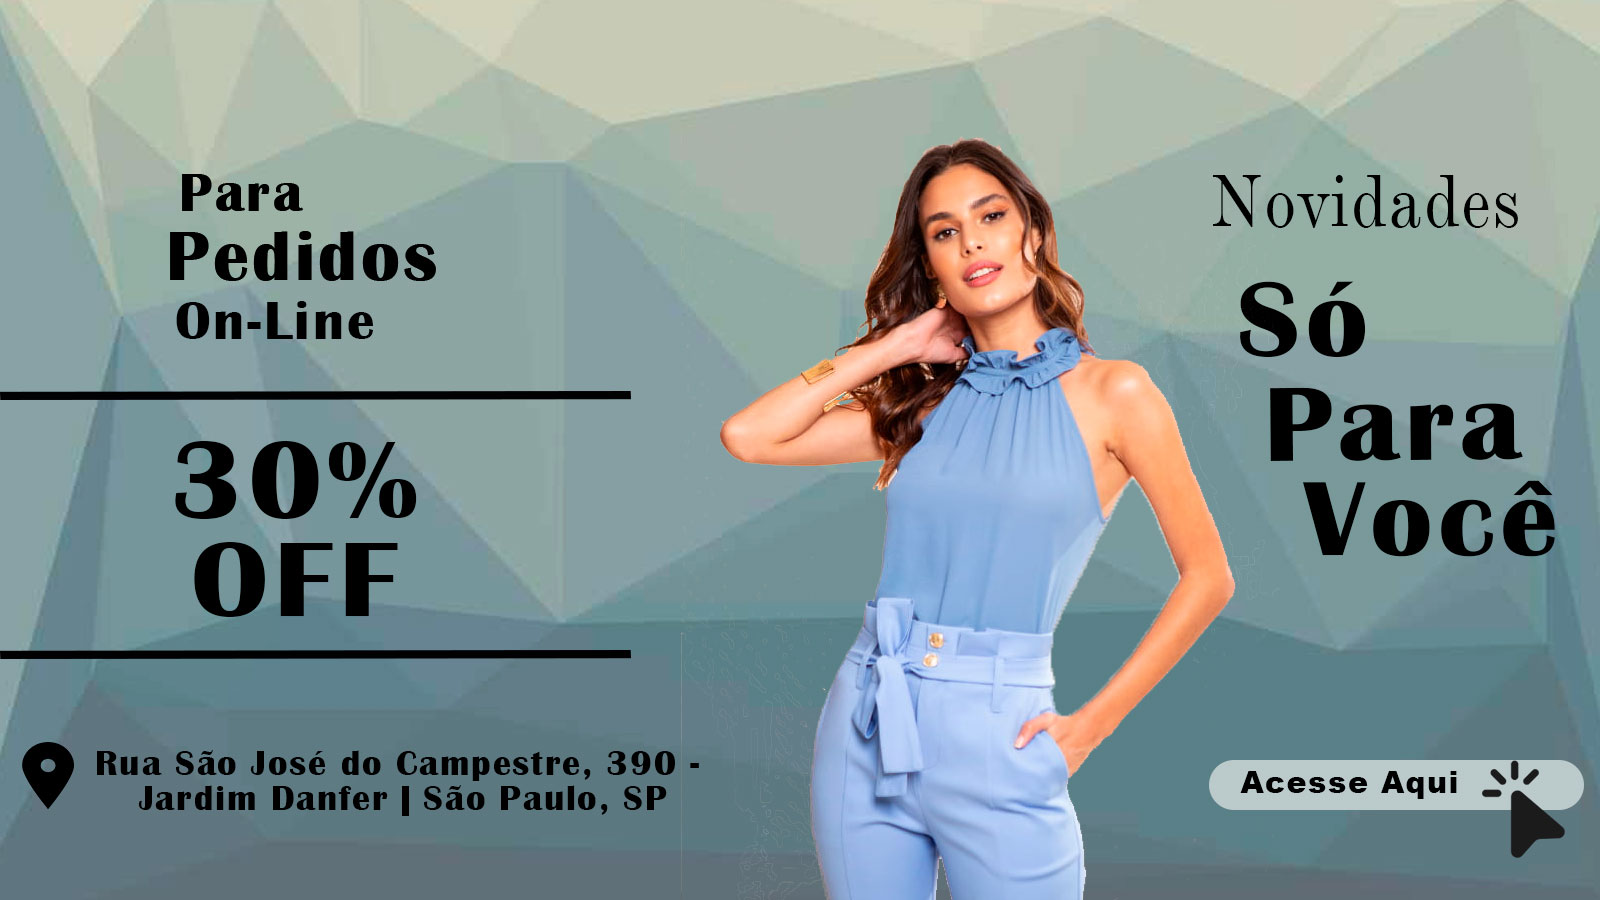 Para
Pedidos
On-Line
30%
OFF
Rua São José do Campestre, 390 -
Jardim Danfer | São Paulo, SP
Novidades
Só
Para
Você
Acesse Aqui